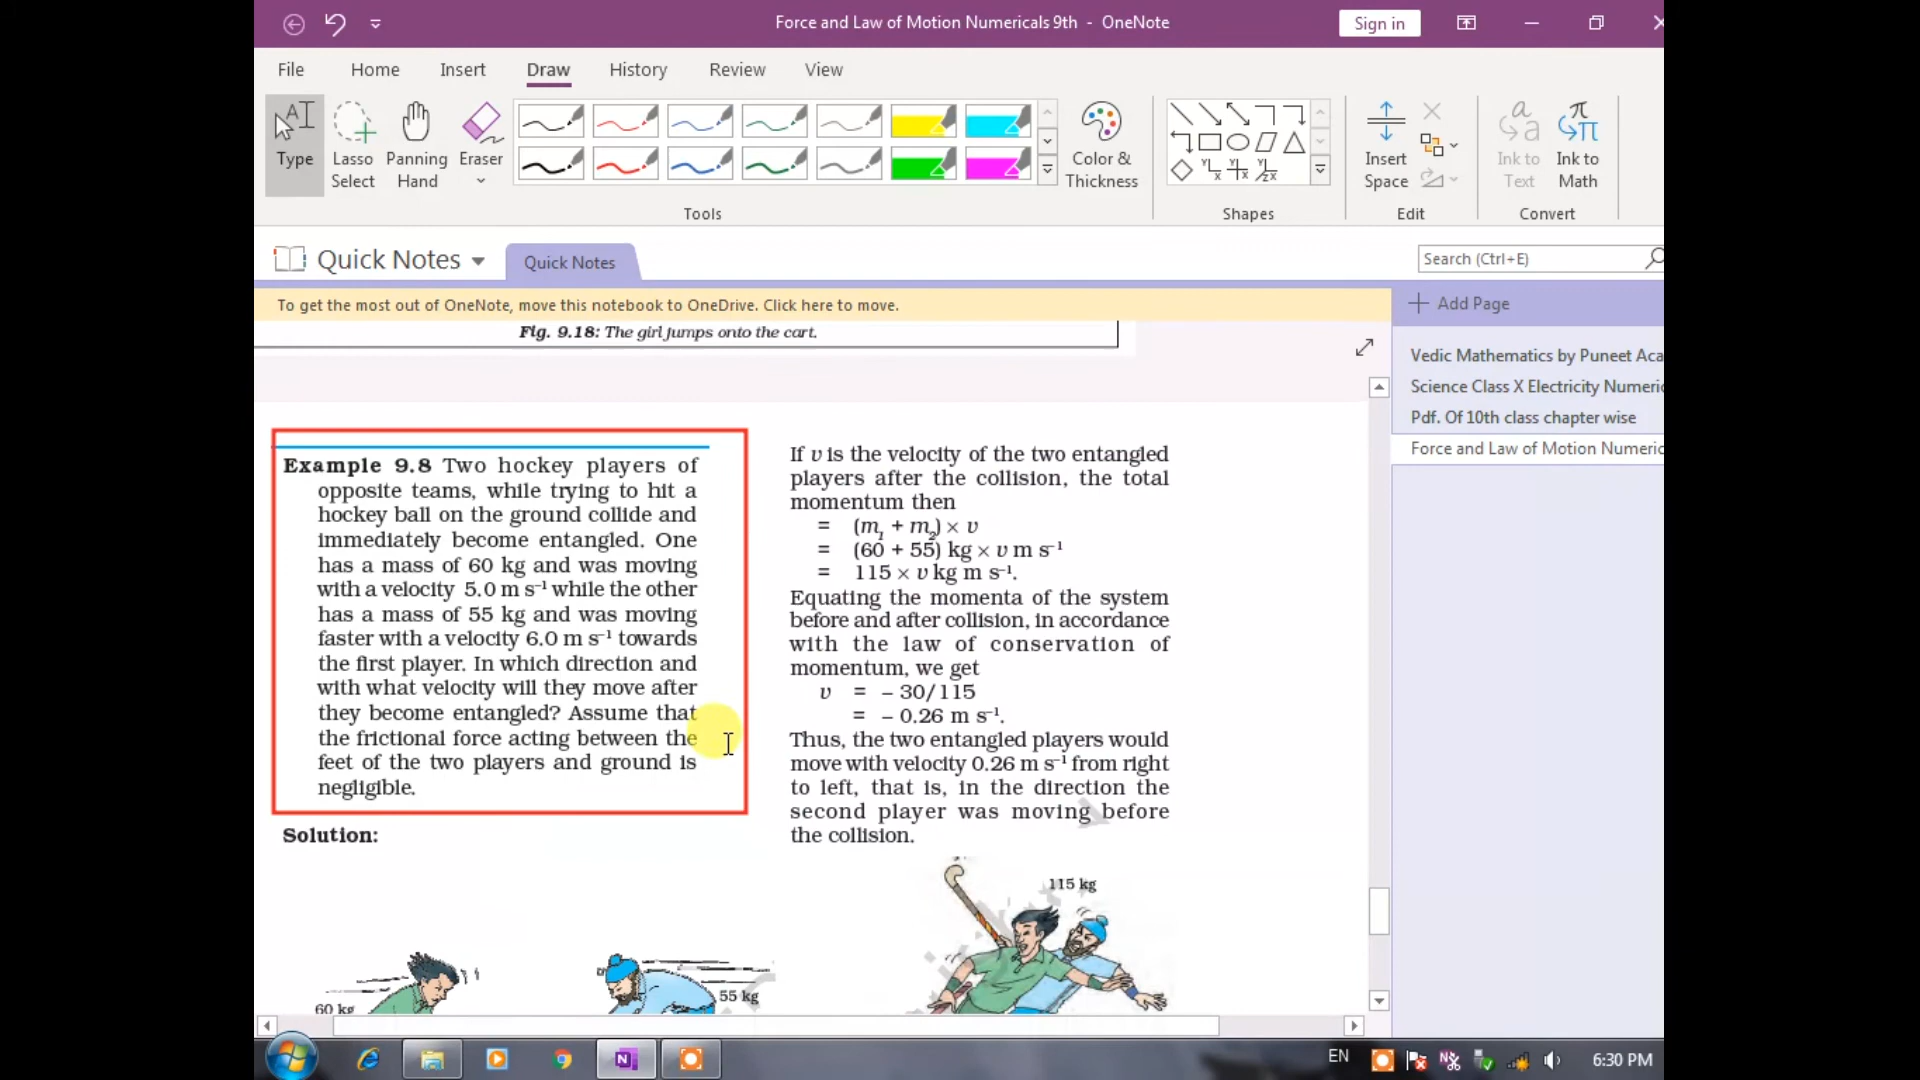 Force and Law of Motion Numericals 9th - OneNote
Sign in
File Home Insert Draw History Review View
Type
Lasso Select
Panning Hand
Eraser
Color & Thickness
Insert Space
Ink to Text
Ink to Math
Tools
Shapes
Edit
Convert
Quick Notes
Quick Notes
Search (Ctrl+E)
To get the most out of OneNote, move this notebook to OneDrive. Click here to move.
Add Page
Vedic Mathematics by Puneet Aca
Science Class X Electricity Numeric
Pdf. Of 10th class chapter wise
Force and Law of Motion Numeric
Fig. 9.18: The girl jumps onto the cart.
Example 9.8 Two hockey players of
opposite teams, while trying to hit a
hockey ball on the ground collide and
immediately become entangled. One
has a mass of 60 kg and was moving
with a velocity 5.0 m s⁻¹ while the other
has a mass of 55 kg and was moving
faster with a velocity 6.0 m s⁻¹ towards
the first player. In which direction and
with what velocity will they move after
they become entangled? Assume that
the frictional force acting between the
feet of the two players and ground is
negligible.
Solution:
60 kg
55 kg
If v is the velocity of the two entangled
players after the collision, the total
momentum then
= (m₁ + m₂) × v
= (60 + 55) kg × v m s⁻¹
= 115 × v kg m s⁻¹.
Equating the momenta of the system
before and after collision, in accordance
with the law of conservation of
momentum, we get
v = – 30/115
= – 0.26 m s⁻¹.
Thus, the two entangled players would
move with velocity 0.26 m s⁻¹ from right
to left, that is, in the direction the
second player was moving before
the collision.
115 kg
EN
6:30 PM